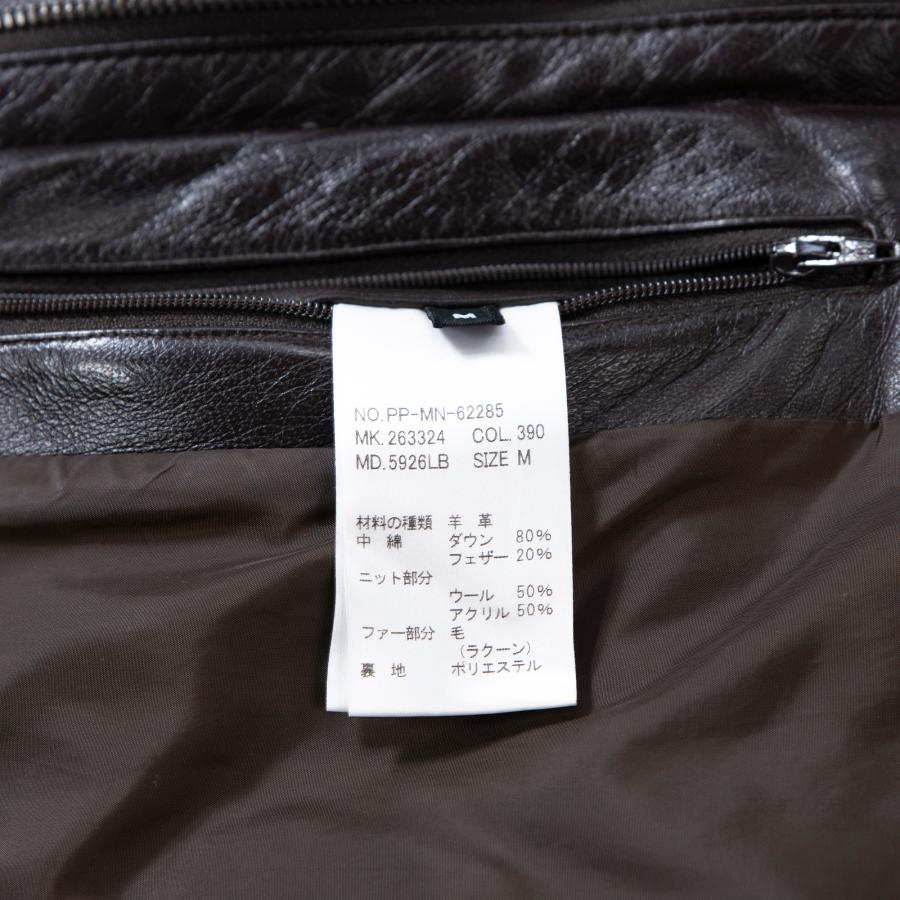 M
NO.PP-MN-62285
MK.263324 COL.390
MD.5926LB SIZE M
材料の種類 羊 革
中 綿 ダウン 80%
フェザー 20%
ニット部分
ウール 50%
アクリル 50%
ファー部分 毛
(ラクーン)
裏 地 ポリエステル